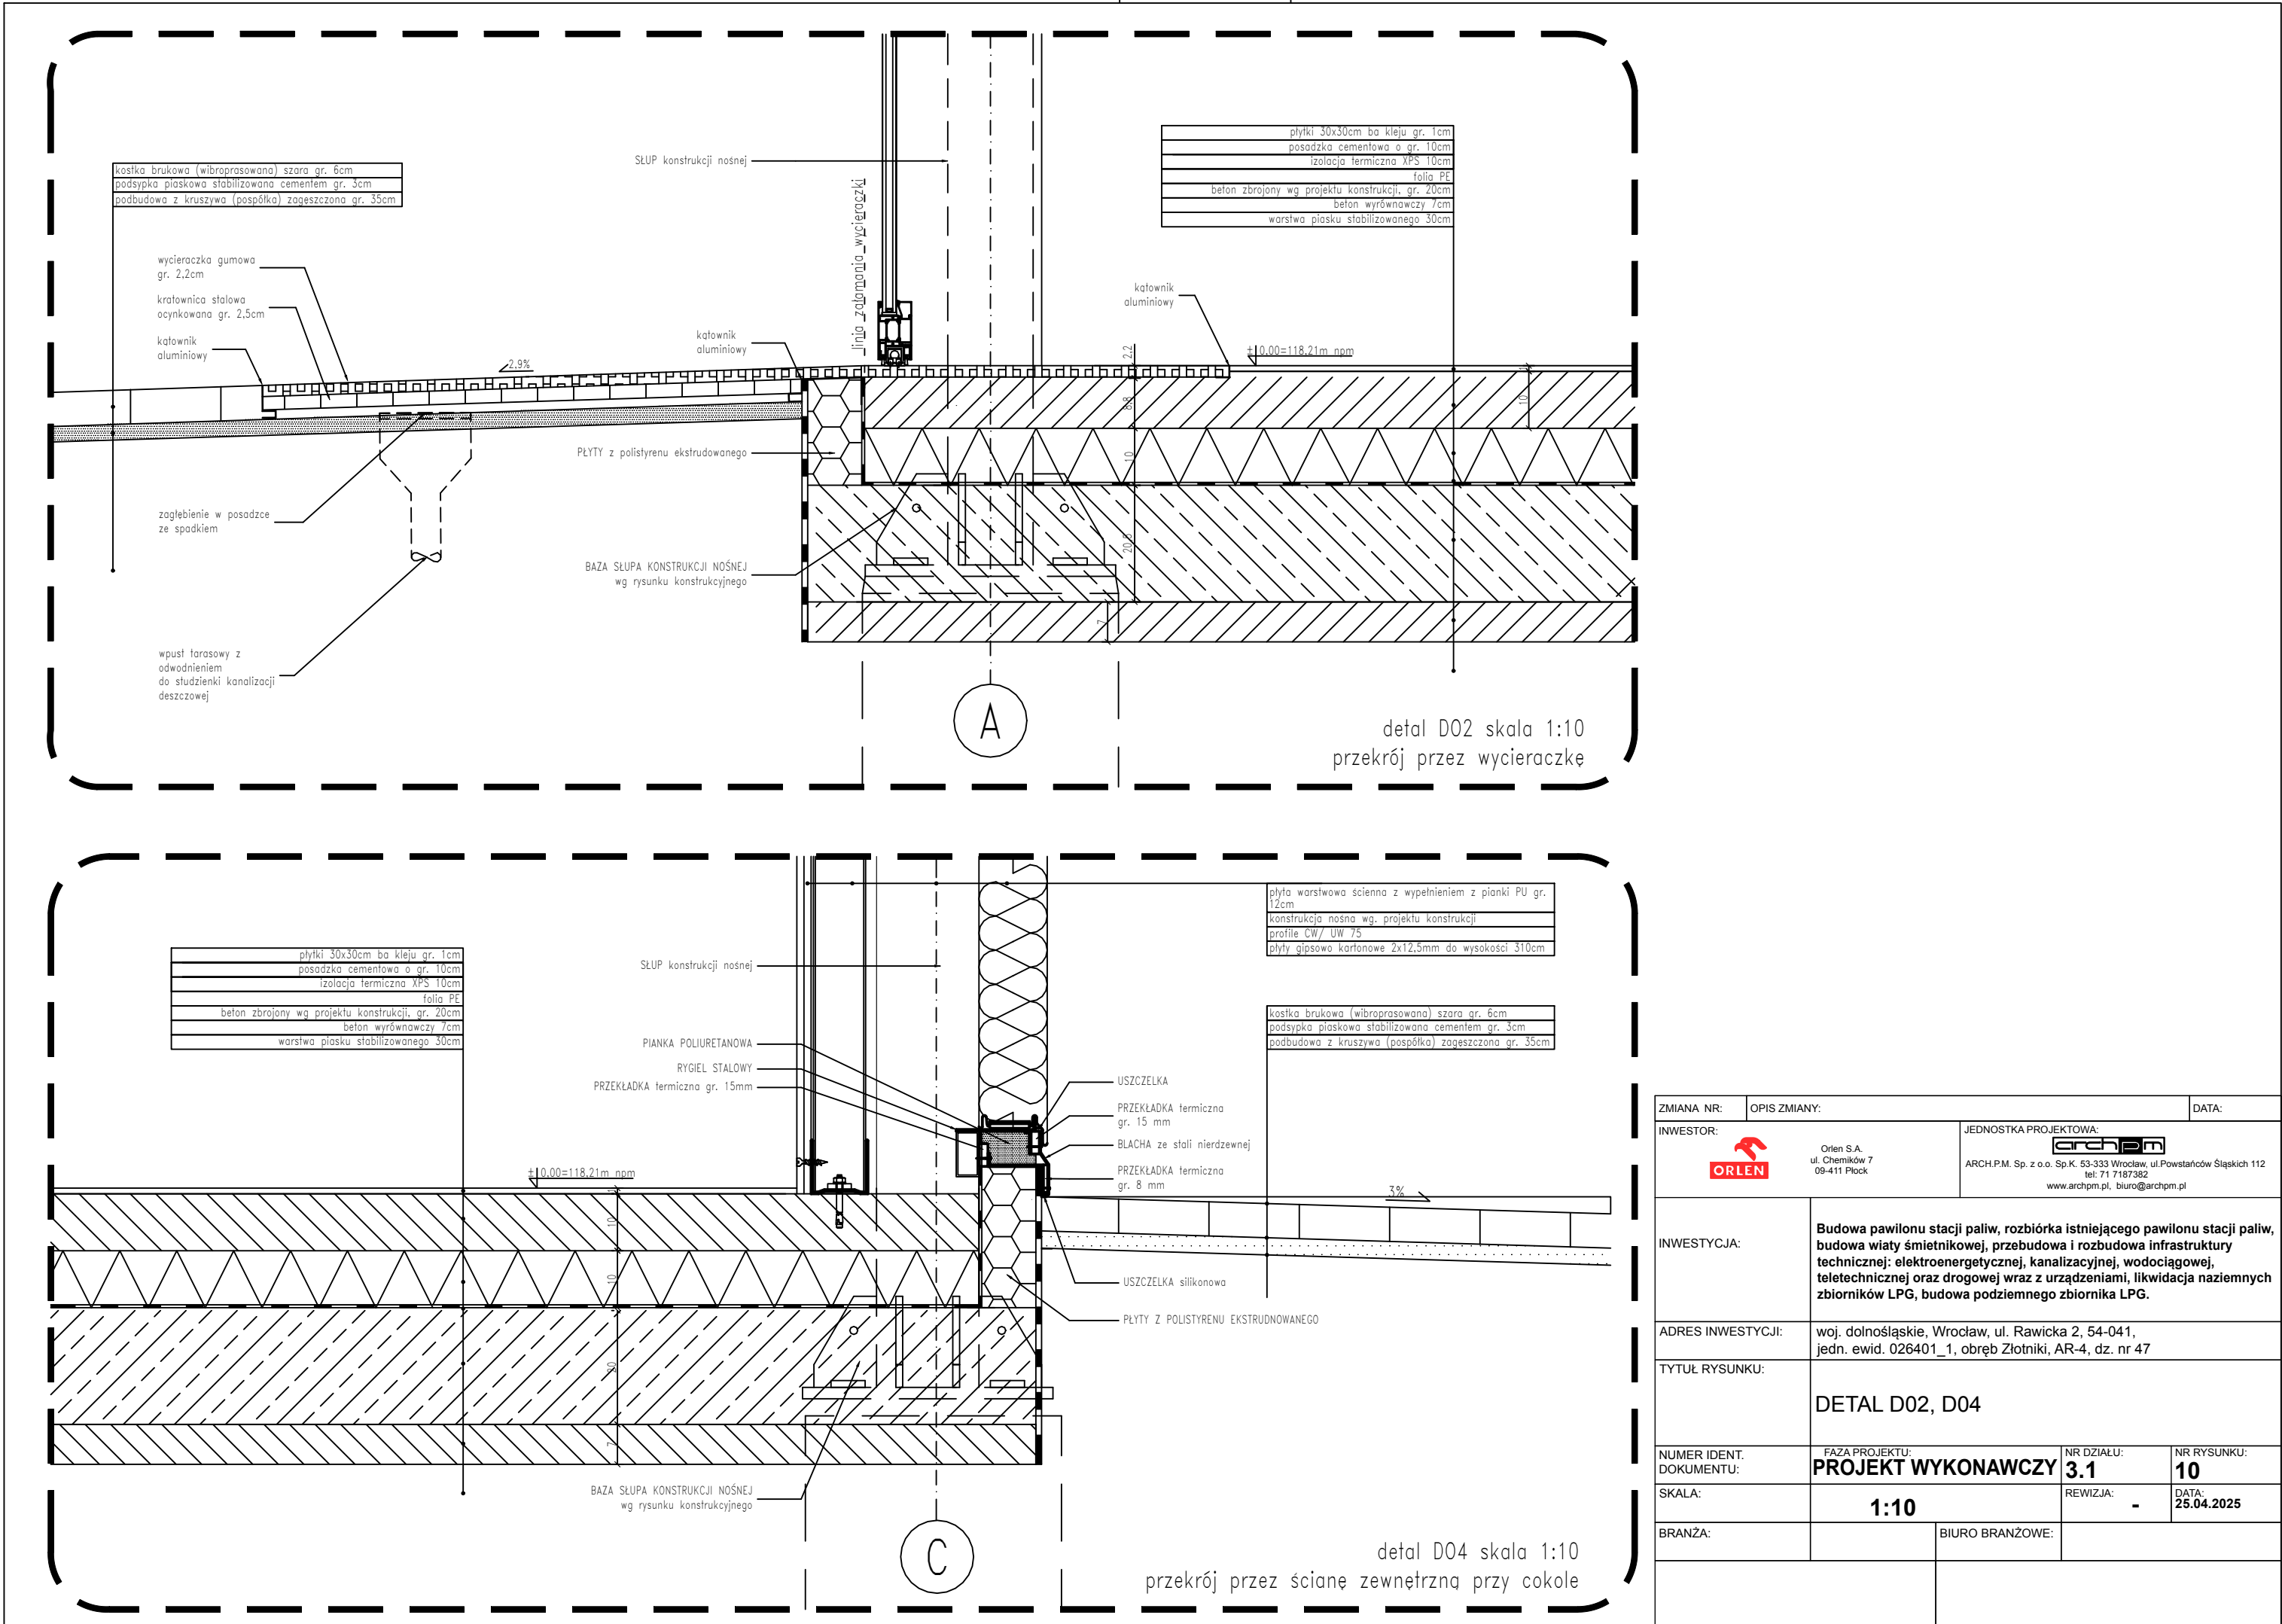 kostka brukowa (wibroprasowana) szara gr. 6cm
podsypka piaskowa stabilizowana cementem gr. 3cm
podbudowa z kruszywa (pospółka) zagęszczona gr. 35cm
wycieraczka gumowa
gr. 2,2cm
kratownica stalowa
ocynkowana gr. 2,5cm
kątownik
aluminiowy
2,9%
zagłębienie w posadzce
ze spadkiem
wpust tarasowy z
odwodnieniem
do studzienki kanalizacji
deszczowej
SŁUP konstrukcji nośnej
linia załamania wycieraczki
kątownik
aluminiowy
PŁYTY z polistyrenu ekstrudowanego
BAZA SŁUPA KONSTRUKCJI NOŚNEJ
wg rysunku konstrukcyjnego
płytki 30x30cm ba kleju gr. 1cm
posadzka cementowa o gr. 10cm
izolacja termiczna XPS 10cm
folia PE
beton zbrojony wg projektu konstrukcji, gr. 20cm
beton wyrównawczy 7cm
warstwa piasku stabilizowanego 30cm
kątownik
aluminiowy
±0,00=118,21m npm
2,2
8,8
10
20,5
7
1
10
A
detal D02 skala 1:10
przekrój przez wycieraczkę
płytki 30x30cm ba kleju gr. 1cm
posadzka cementowa o gr. 10cm
izolacja termiczna XPS 10cm
folia PE
beton zbrojony wg projektu konstrukcji, gr. 20cm
beton wyrównawczy 7cm
warstwa piasku stabilizowanego 30cm
SŁUP konstrukcji nośnej
PIANKA POLIURETANOWA
RYGIEL STALOWY
PRZEKŁADKA termiczna gr. 15mm
±0,00=118,21m npm
1
10
10
20
7
BAZA SŁUPA KONSTRUKCJI NOŚNEJ
wg rysunku konstrukcyjnego
płyta warstwowa ścienna z wypełnieniem z pianki PU gr.
12cm
konstrukcja nośna wg. projektu konstrukcji
profile CW/ UW 75
płyty gipsowo kartonowe 2x12,5mm do wysokości 310cm
kostka brukowa (wibroprasowana) szara gr. 6cm
podsypka piaskowa stabilizowana cementem gr. 3cm
podbudowa z kruszywa (pospółka) zagęszczona gr. 35cm
USZCZELKA
PRZEKŁADKA termiczna
gr. 15 mm
BLACHA ze stali nierdzewnej
PRZEKŁADKA termiczna
gr. 8 mm
3%
USZCZELKA silikonowa
PŁYTY Z POLISTYRENU EKSTRUDNOWANEGO
C
detal D04 skala 1:10
przekrój przez ścianę zewnętrzną przy cokole
ZMIANA NR:
OPIS ZMIANY:
DATA:
INWESTOR:
ORLEN
Orlen S.A.
ul. Chemików 7
09-411 Płock
JEDNOSTKA PROJEKTOWA:
archpm
ARCH.P.M. Sp. z o.o. Sp.K. 53-333 Wrocław, ul.Powstańców Śląskich 112
tel: 71 7187382
www.archpm.pl, biuro@archpm.pl
INWESTYCJA:
Budowa pawilonu stacji paliw, rozbiórka istniejącego pawilonu stacji paliw,
budowa wiaty śmietnikowej, przebudowa i rozbudowa infrastruktury
technicznej: elektroenergetycznej, kanalizacyjnej, wodociągowej,
teletechnicznej oraz drogowej wraz z urządzeniami, likwidacja naziemnych
zbiorników LPG, budowa podziemnego zbiornika LPG.
ADRES INWESTYCJI:
woj. dolnośląskie, Wrocław, ul. Rawicka 2, 54-041,
jedn. ewid. 026401_1, obręb Złotniki, AR-4, dz. nr 47
TYTUŁ RYSUNKU:
DETAL D02, D04
NUMER IDENT.
DOKUMENTU:
FAZA PROJEKTU:
PROJEKT WYKONAWCZY
NR DZIAŁU:
3.1
NR RYSUNKU:
10
SKALA:
1:10
REWIZJA:
-
DATA:
25.04.2025
BRANŻA:
BIURO BRANŻOWE: